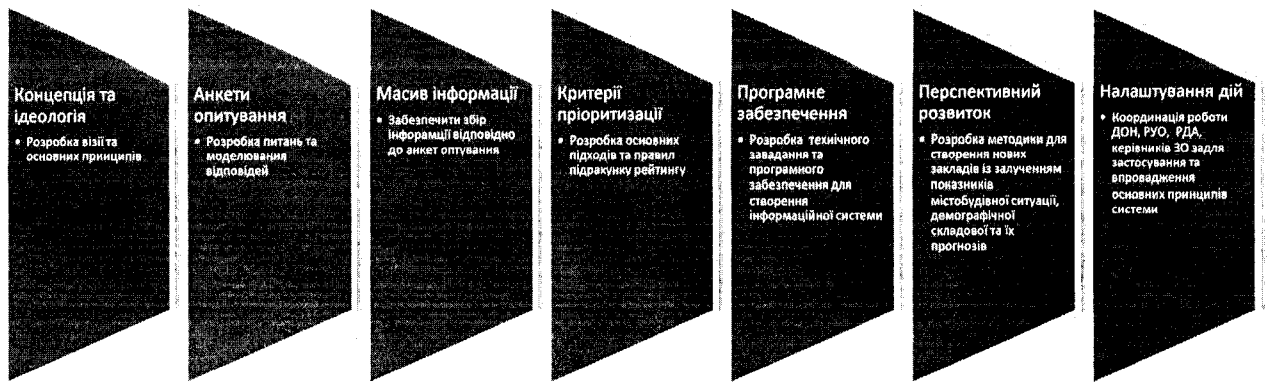 Концепція та
ідеологія
• Розробка візії та
основних принципів
Анкети
опитування
• Розробка питань та
моделювання
відповідей
Масив інформації
• Забезпечити збір
інформації відповідно
до анкет оптування
Критерії
пріоритизації
• Розробка основних
підходів та правил
підрахунку рейтингу
Програмне
забезпечення
• Розробка технічного
завадання та
програмного
забезпечення для
створення
інформаційної системи
Перспективний
розвиток
• Розробка методики для
створення нових
закладів із залученням
показників
містобудівної ситуації,
демографічної
складової та їх
прогнозів
Налаштування дій
• Координація роботи
ДОН, РУО, РДА,
керівників ЗО задля
застосування та
впровадження
основних принципів
системи